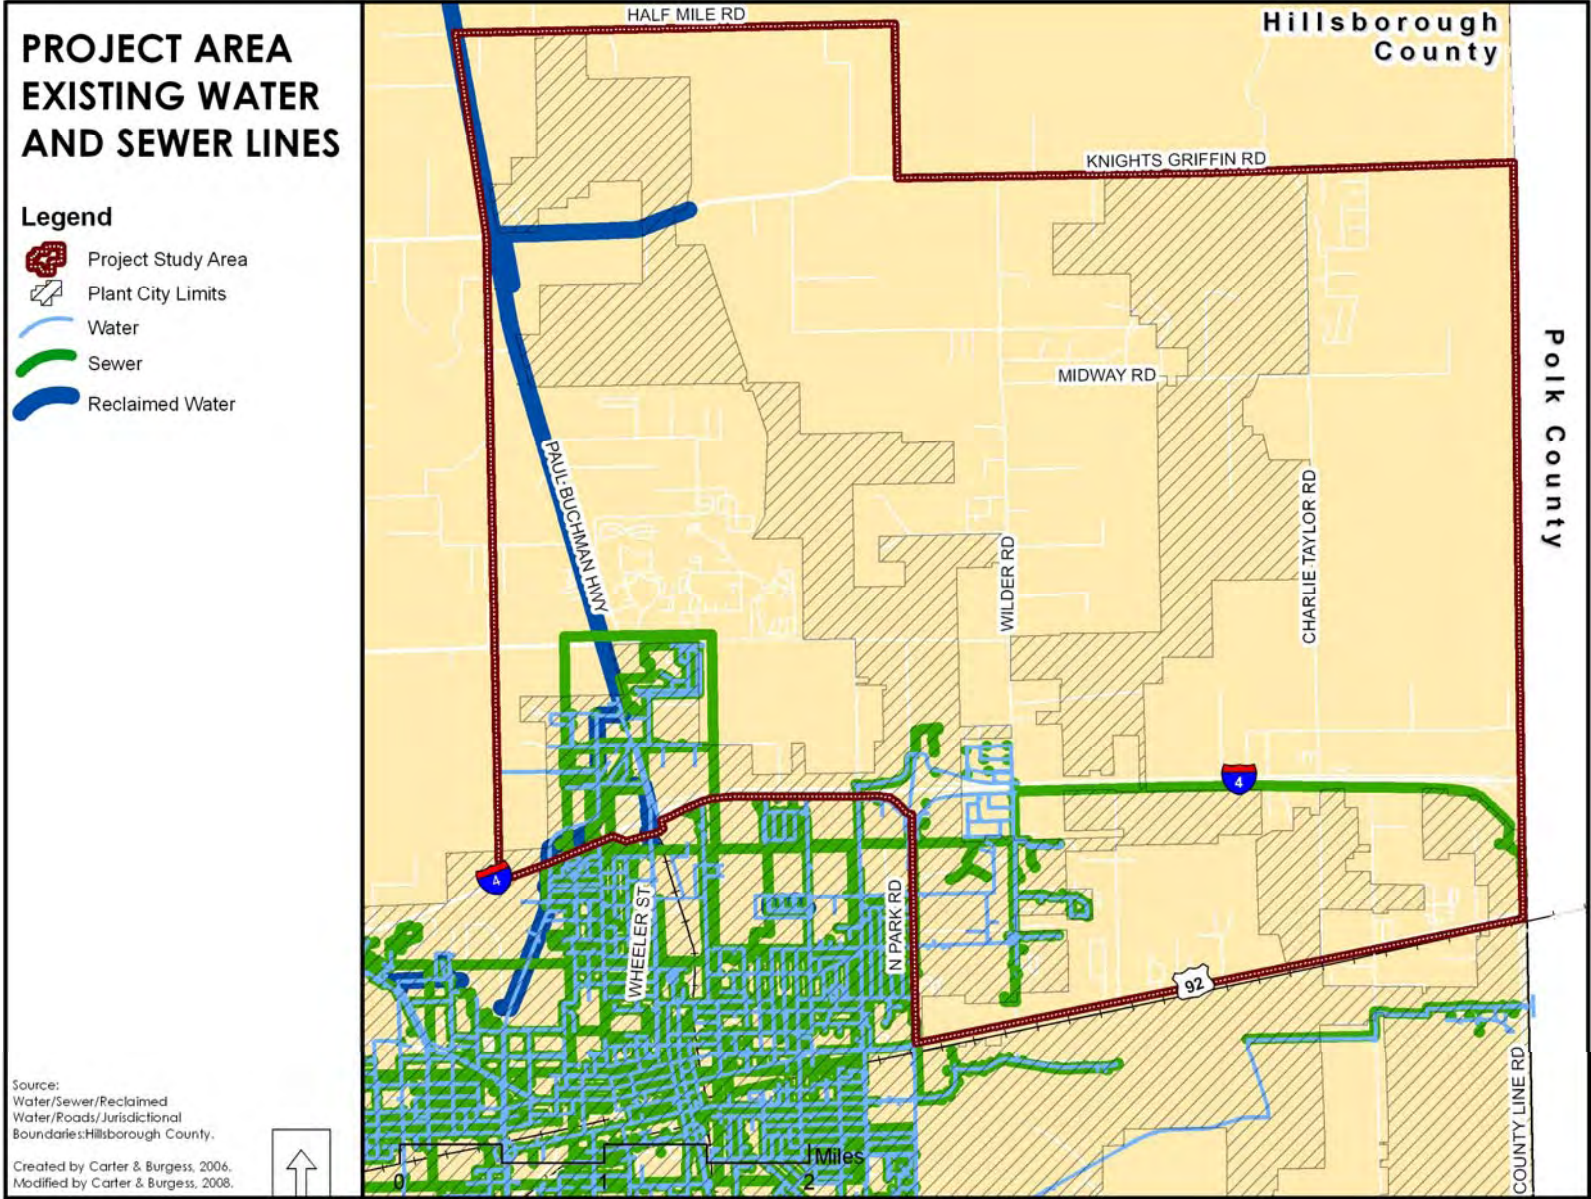 PROJECT AREA
EXISTING WATER
AND SEWER LINES
Legend
Project Study Area
Plant City Limits
Water
Sewer
Reclaimed Water
Source:
Water/Sewer/Reclaimed
Water/Roads/Jurisdictional
Boundaries:Hillsborough County.
Created by Carter & Burgess, 2006.
Modified by Carter & Burgess, 2008.
HALF MILE RD
Hillsborough
County
KNIGHTS GRIFFIN RD
Polk County
MIDWAY RD
PAUL BUCHMAN HWY
WILDER RD
CHARLIE TAYLOR RD
4
4
WHEELER ST
N PARK RD
92
COUNTY LINE RD
Miles
0
1
2